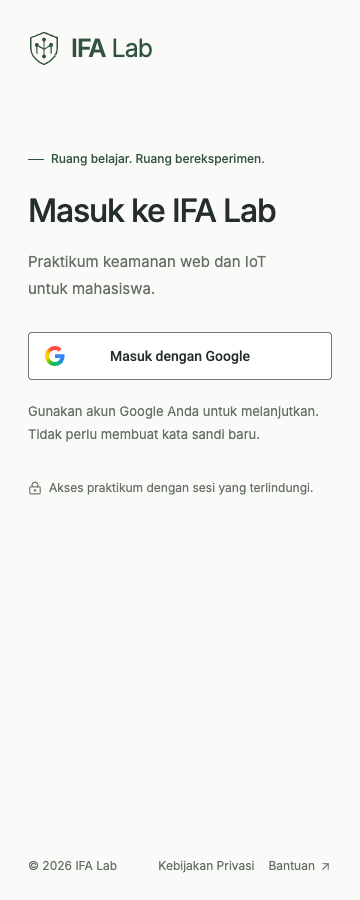 IFA Lab
Ruang belajar. Ruang bereksperimen.
Masuk ke IFA Lab
Praktikum keamanan web dan IoT
untuk mahasiswa.
Masuk dengan Google
Gunakan akun Google Anda untuk melanjutkan.
Tidak perlu membuat kata sandi baru.
Akses praktikum dengan sesi yang terlindungi.
© 2026 IFA Lab Kebijakan Privasi Bantuan ↗